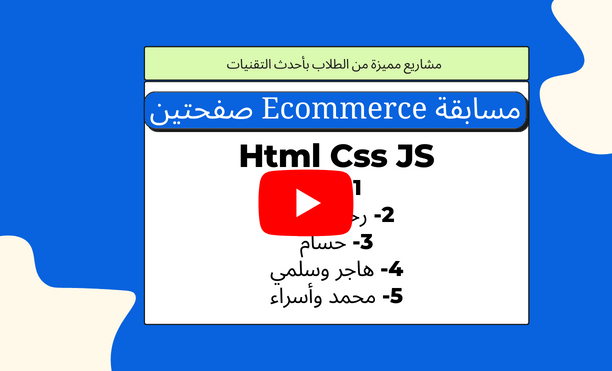 مشاريع مميزة من الطلاب بأحدث التقنيات
مسابقة Ecommerce صفحتين
Html Css JS
1
2-
3- حسام
4- هاجر وسلمي
5- محمد وأسراء